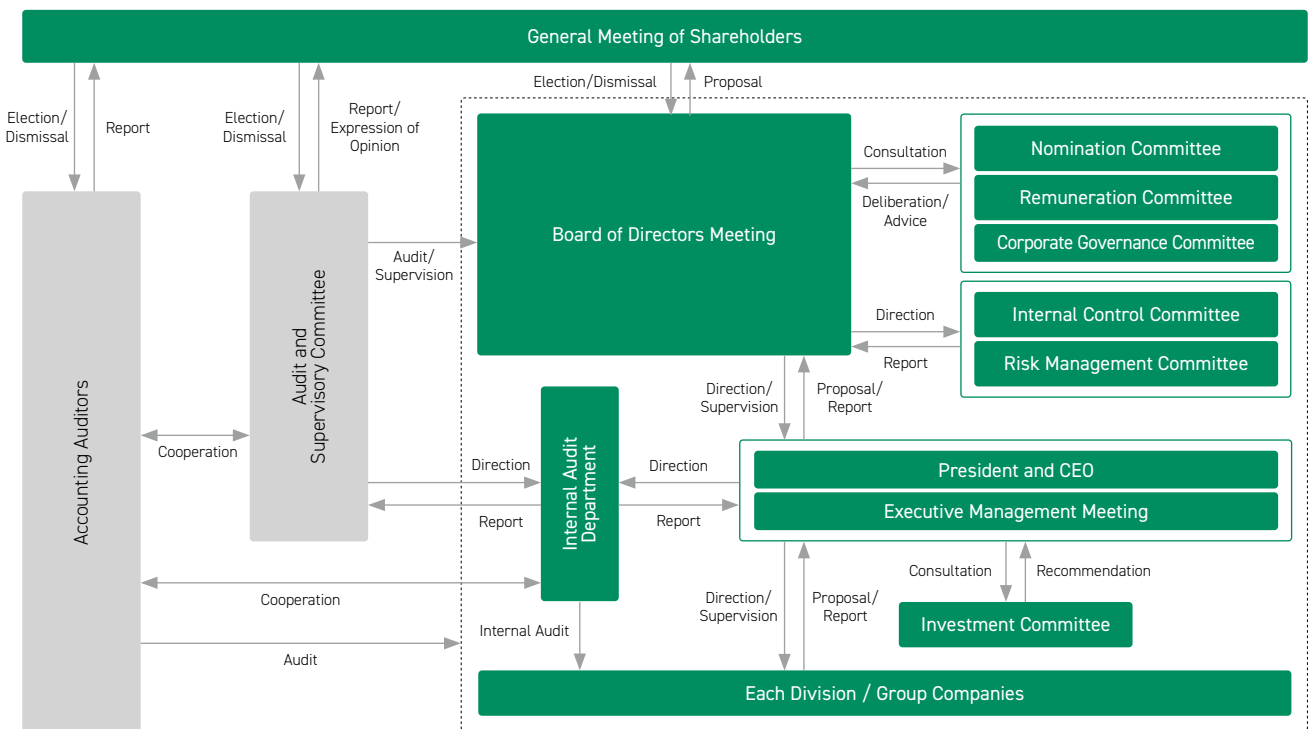 General Meeting of Shareholders
Election/
Dismissal
Report
Election/
Dismissal
Report/
Expression of
Opinion
Election/Dismissal
Proposal
Board of Directors Meeting
Consultation
Deliberation/
Advice
Nomination Committee
Remuneration Committee
Corporate Governance Committee
Audit/
Supervision
Direction
Report
Internal Control Committee
Risk Management Committee
Accounting Auditors
Audit and
Supervisory Committee
Cooperation
Direction/
Supervision
Proposal/
Report
Direction
Report
Internal Audit
Department
Direction
Report
President and CEO
Executive Management Meeting
Cooperation
Direction/
Supervision
Proposal/
Report
Consultation
Recommendation
Investment Committee
Internal Audit
Audit
Each Division / Group Companies